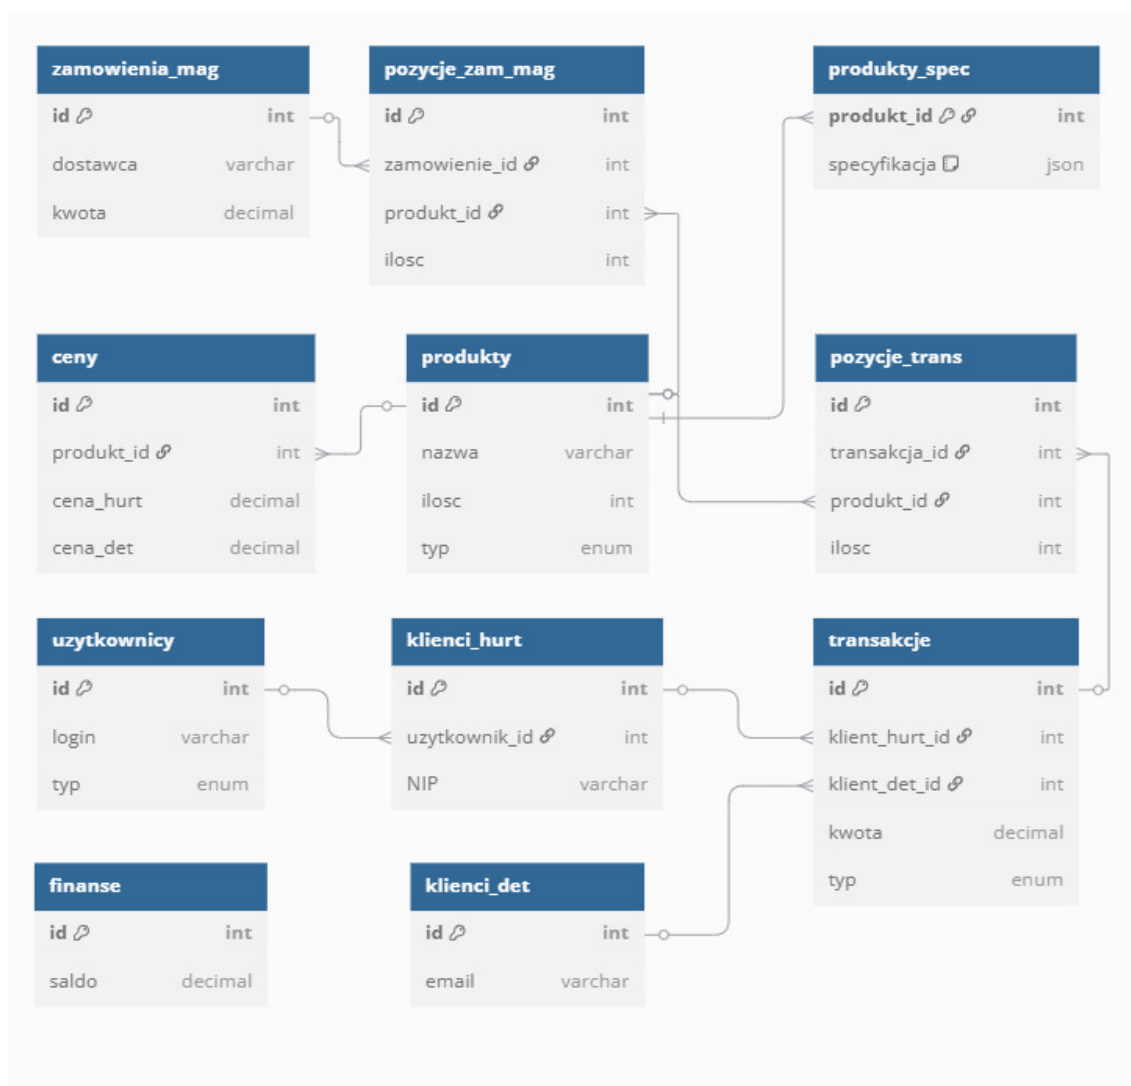 zamowienia_mag
id int
dostawca varchar
kwota decimal
pozycje_zam_mag
id int
zamowienie_id int
produkt_id int
ilosc int
produkty_spec
produkt_id int
specyfikacja json
ceny
id int
produkt_id int
cena_hurt decimal
cena_det decimal
produkty
id int
nazwa varchar
ilosc int
typ enum
pozycje_trans
id int
transakcja_id int
produkt_id int
ilosc int
uzytkownicy
id int
login varchar
typ enum
klienci_hurt
id int
uzytkownik_id int
NIP varchar
transakcje
id int
klient_hurt_id int
klient_det_id int
kwota decimal
typ enum
finanse
id int
saldo decimal
klienci_det
id int
email varchar